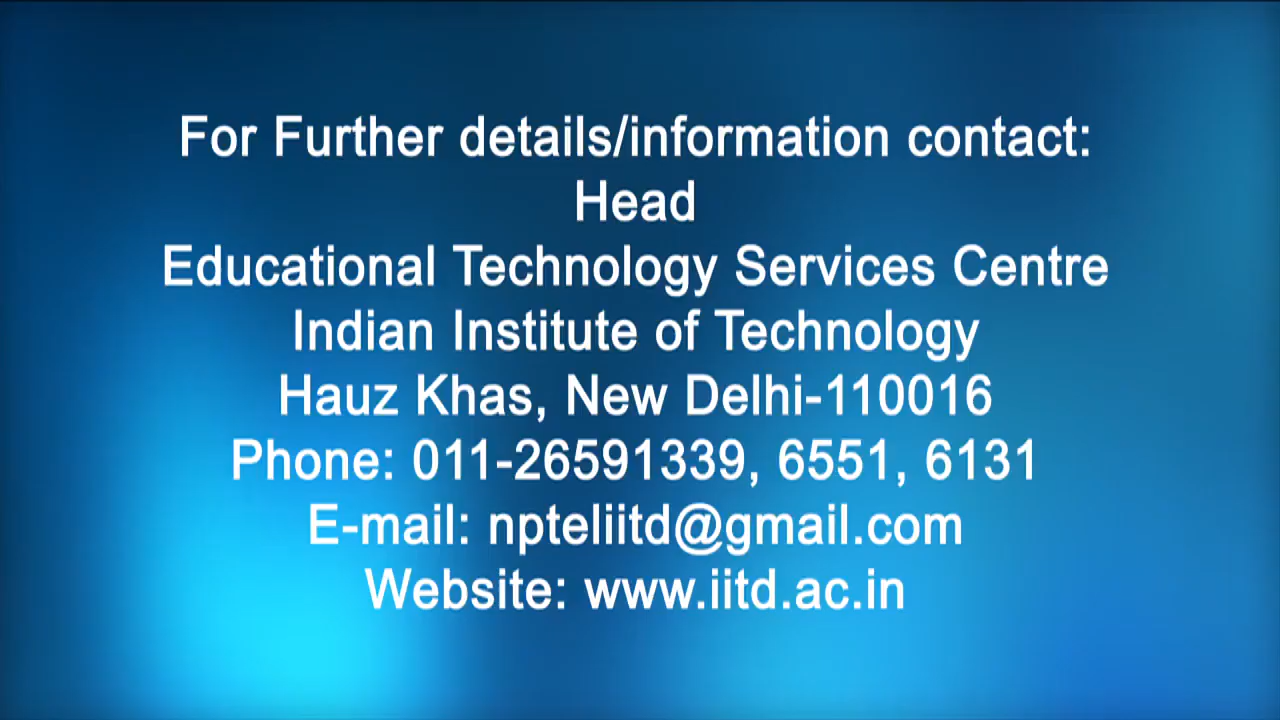 For Further details/information contact:
Head
Educational Technology Services Centre
Indian Institute of Technology
Hauz Khas, New Delhi-110016
Phone: 011-26591339, 6551, 6131
E-mail: npteliitd@gmail.com
Website: www.iitd.ac.in